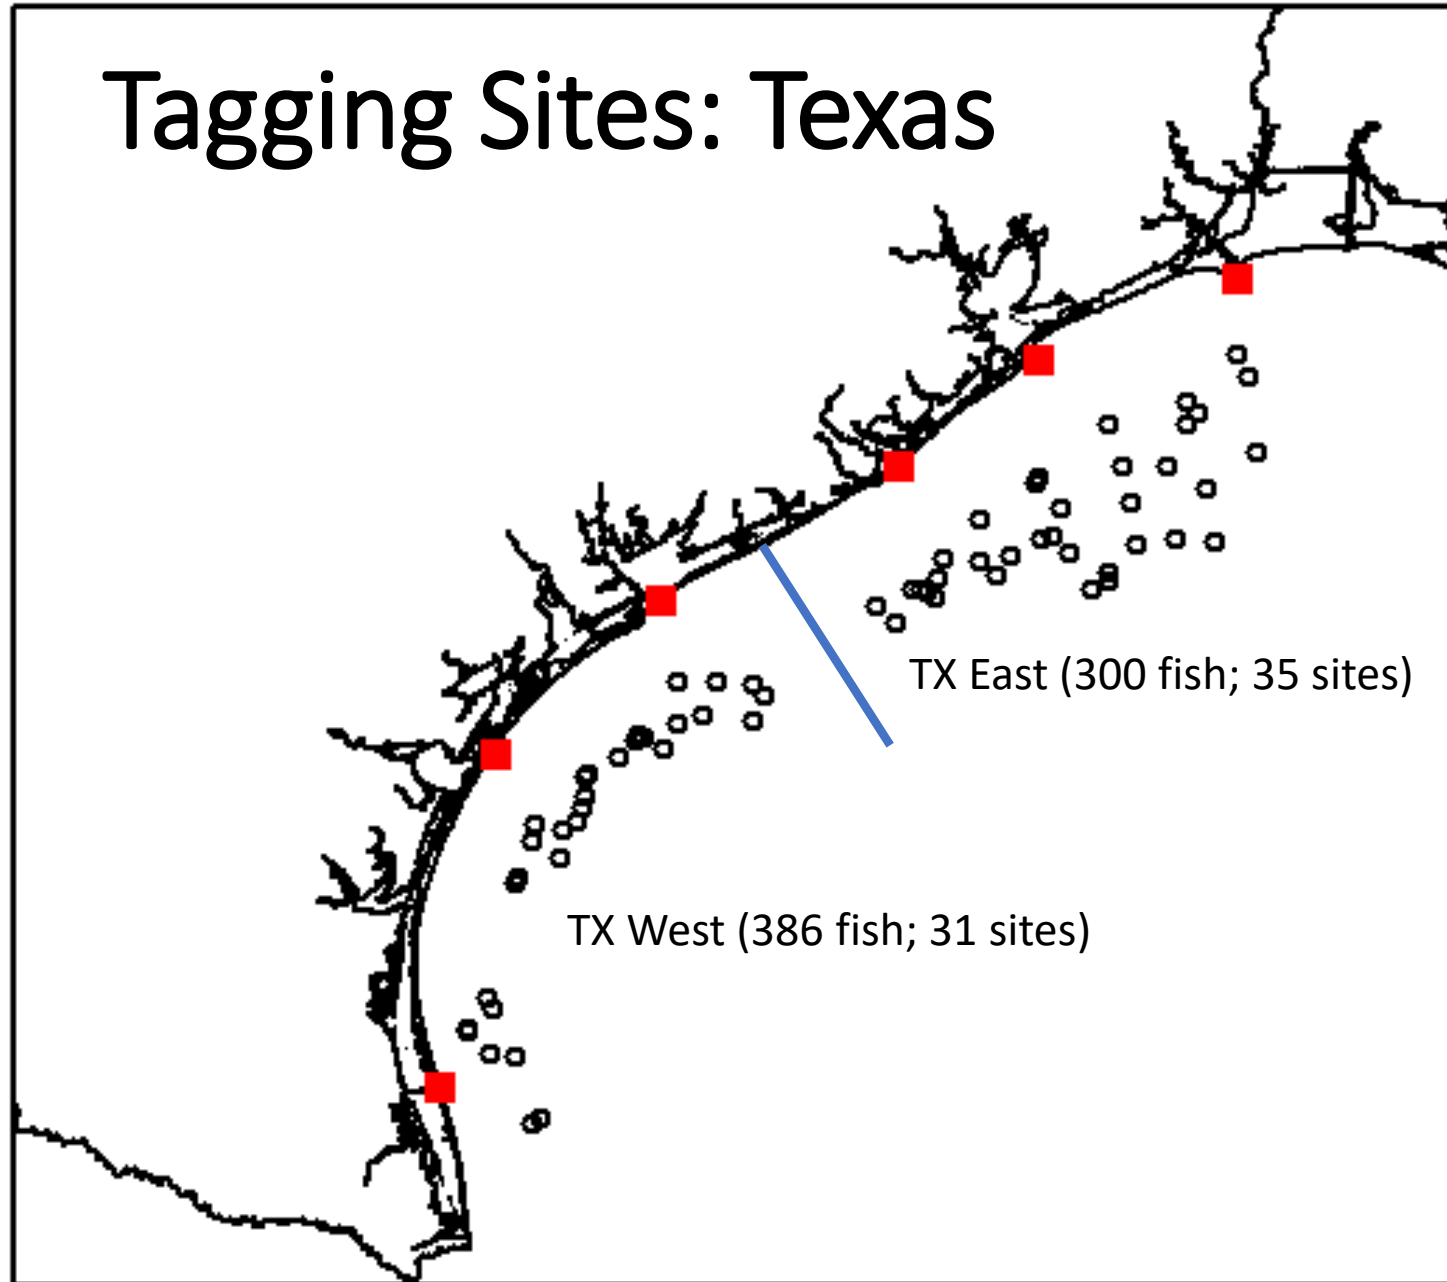 Tagging Sites: Texas
TX East (300 fish; 35 sites)
TX West (386 fish; 31 sites)